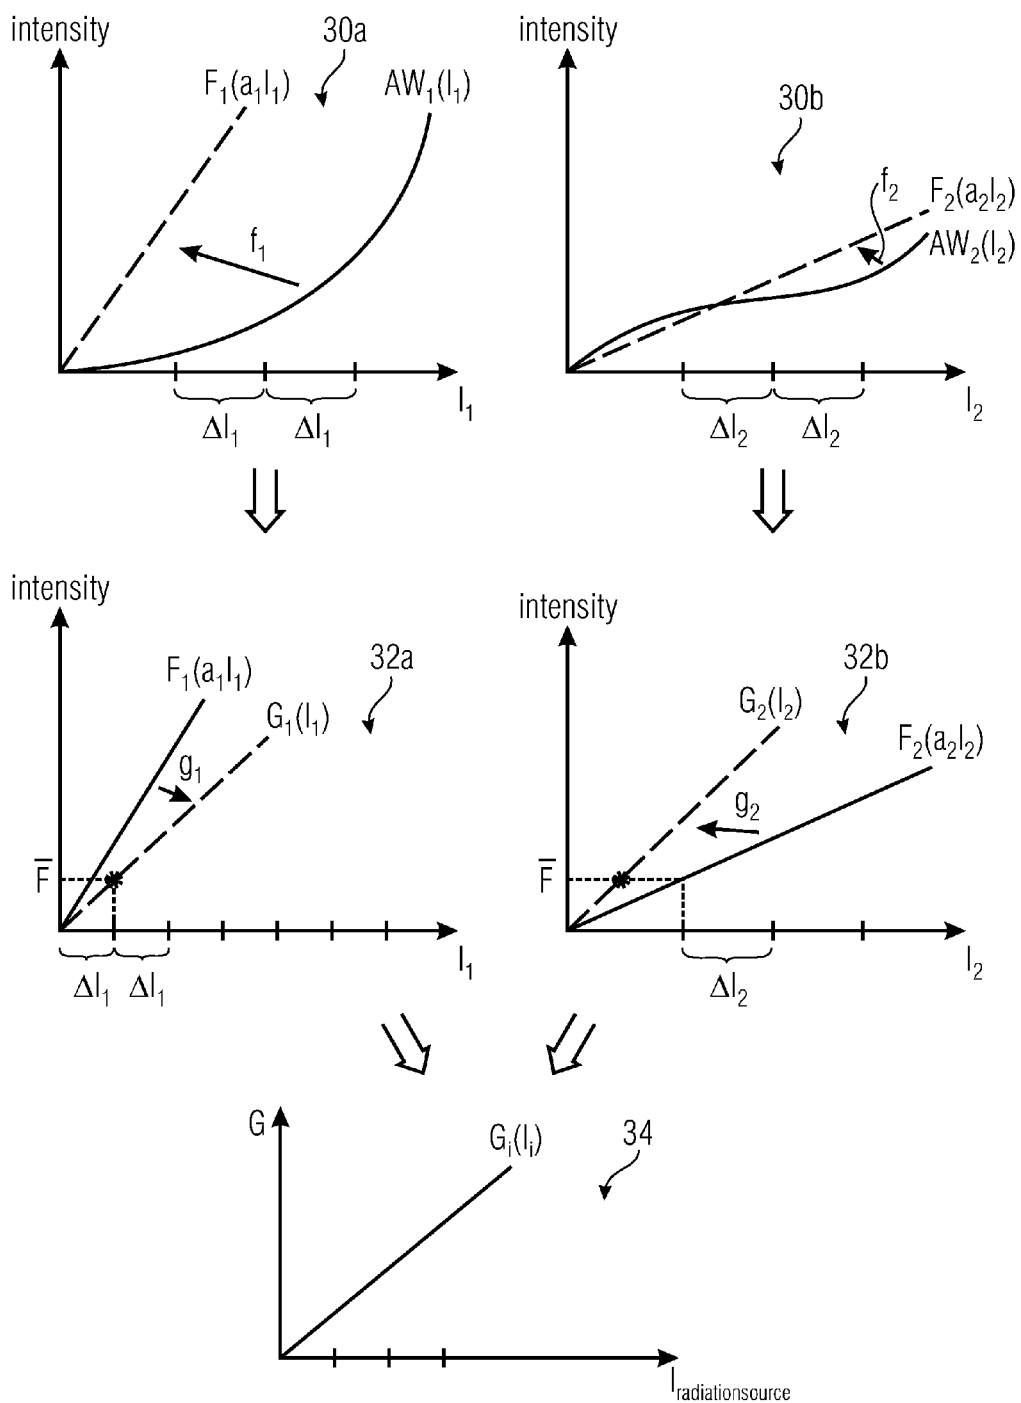 intensity
30a
F₁(a₁I₁)
AW₁(I₁)
f₁
ΔI₁
ΔI₁
I₁
intensity
30b
f₂
F₂(a₂I₂)
AW₂(I₂)
ΔI₂
ΔI₂
I₂
intensity
32a
F₁(a₁I₁)
G₁(I₁)
g₁
F̅
ΔI₁
ΔI₁
I₁
intensity
32b
G₂(I₂)
F₂(a₂I₂)
g₂
F̅
ΔI₂
I₂
G
Gᵢ(Iᵢ)
34
I radiationsource